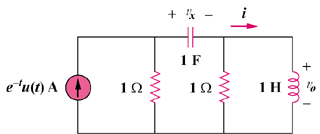 + vₓ − i
1 F
e⁻ᵗu(t) A 1 Ω 1 Ω 1 H + vₒ −